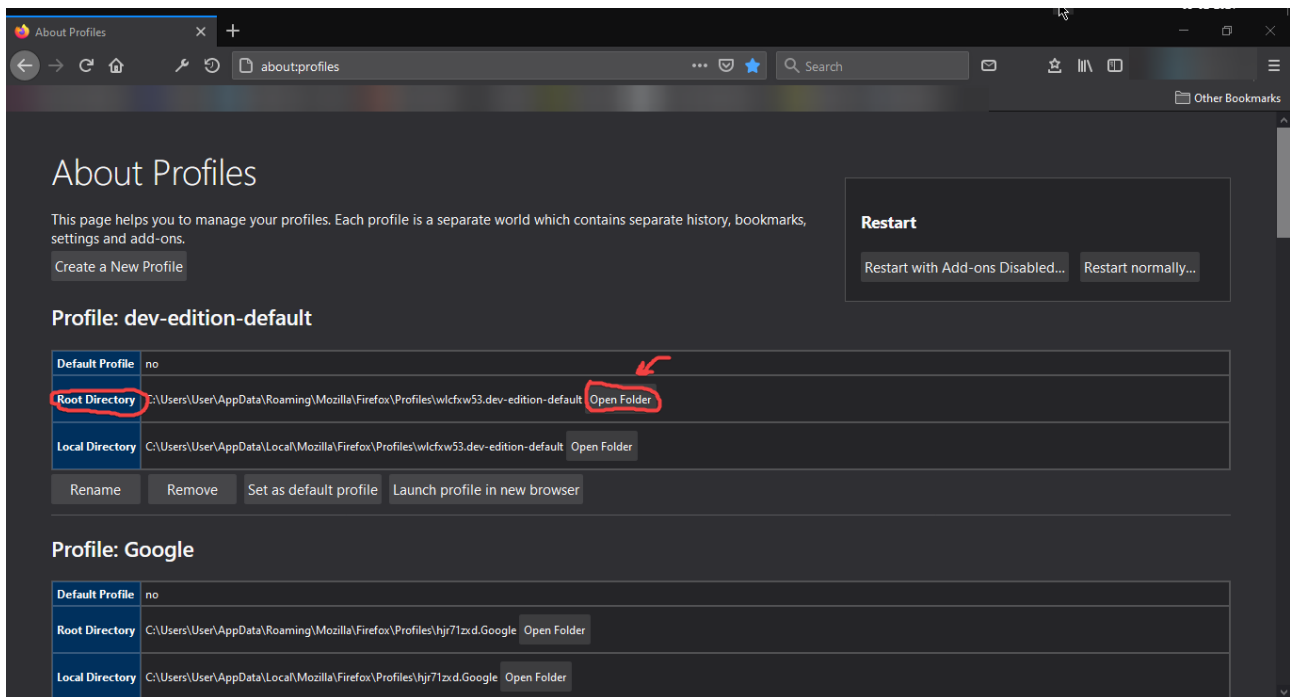 About Profiles
about:profiles
Search
Other Bookmarks
About Profiles
This page helps you to manage your profiles. Each profile is a separate world which contains separate history, bookmarks,
settings and add-ons.
Create a New Profile
Restart
Restart with Add-ons Disabled...
Restart normally...
Profile: dev-edition-default
Default Profile no
Root Directory C:\Users\User\AppData\Roaming\Mozilla\Firefox\Profiles\wlcfxw53.dev-edition-default Open Folder
Local Directory C:\Users\User\AppData\Local\Mozilla\Firefox\Profiles\wlcfxw53.dev-edition-default Open Folder
Rename Remove Set as default profile Launch profile in new browser
Profile: Google
Default Profile no
Root Directory C:\Users\User\AppData\Roaming\Mozilla\Firefox\Profiles\hjr71zxd.Google Open Folder
Local Directory C:\Users\User\AppData\Local\Mozilla\Firefox\Profiles\hjr71zxd.Google Open Folder